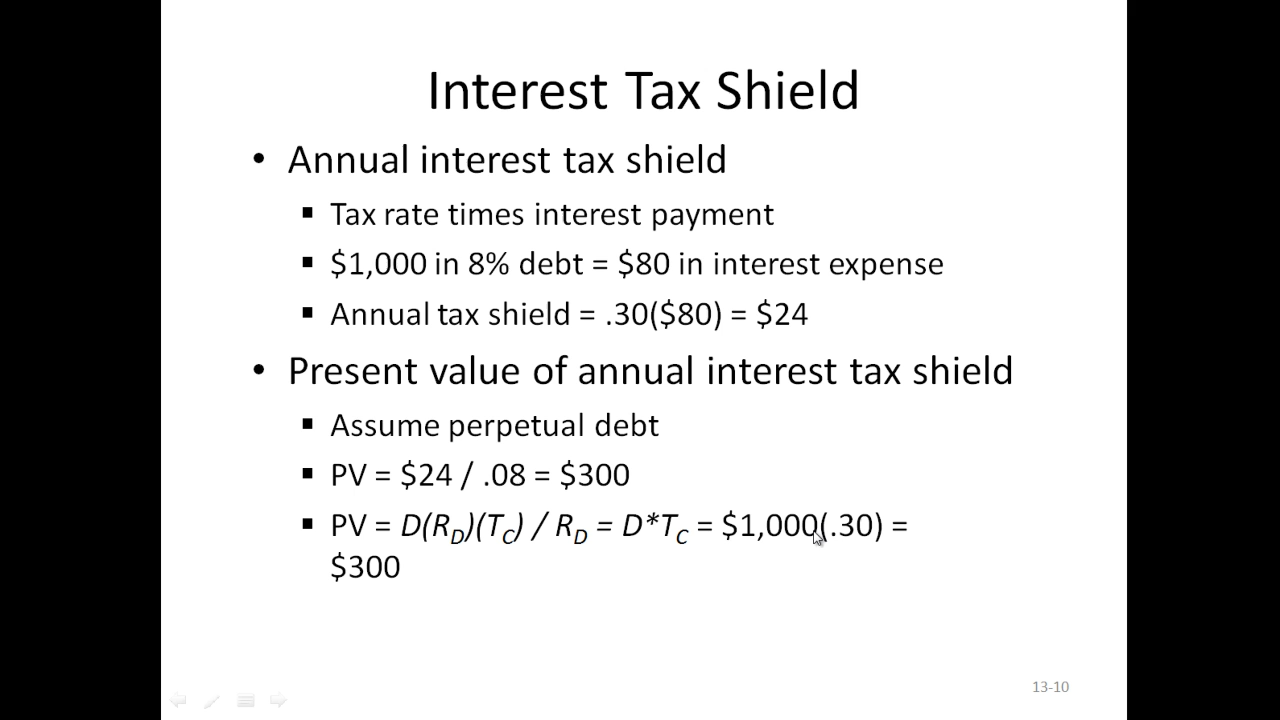 Interest Tax Shield
• Annual interest tax shield
▪ Tax rate times interest payment
▪ $1,000 in 8% debt = $80 in interest expense
▪ Annual tax shield = .30($80) = $24
• Present value of annual interest tax shield
▪ Assume perpetual debt
▪ PV = $24 / .08 = $300
▪ PV = D(R_D)(T_C) / R_D = D*T_C = $1,000(.30) =
$300
13-10